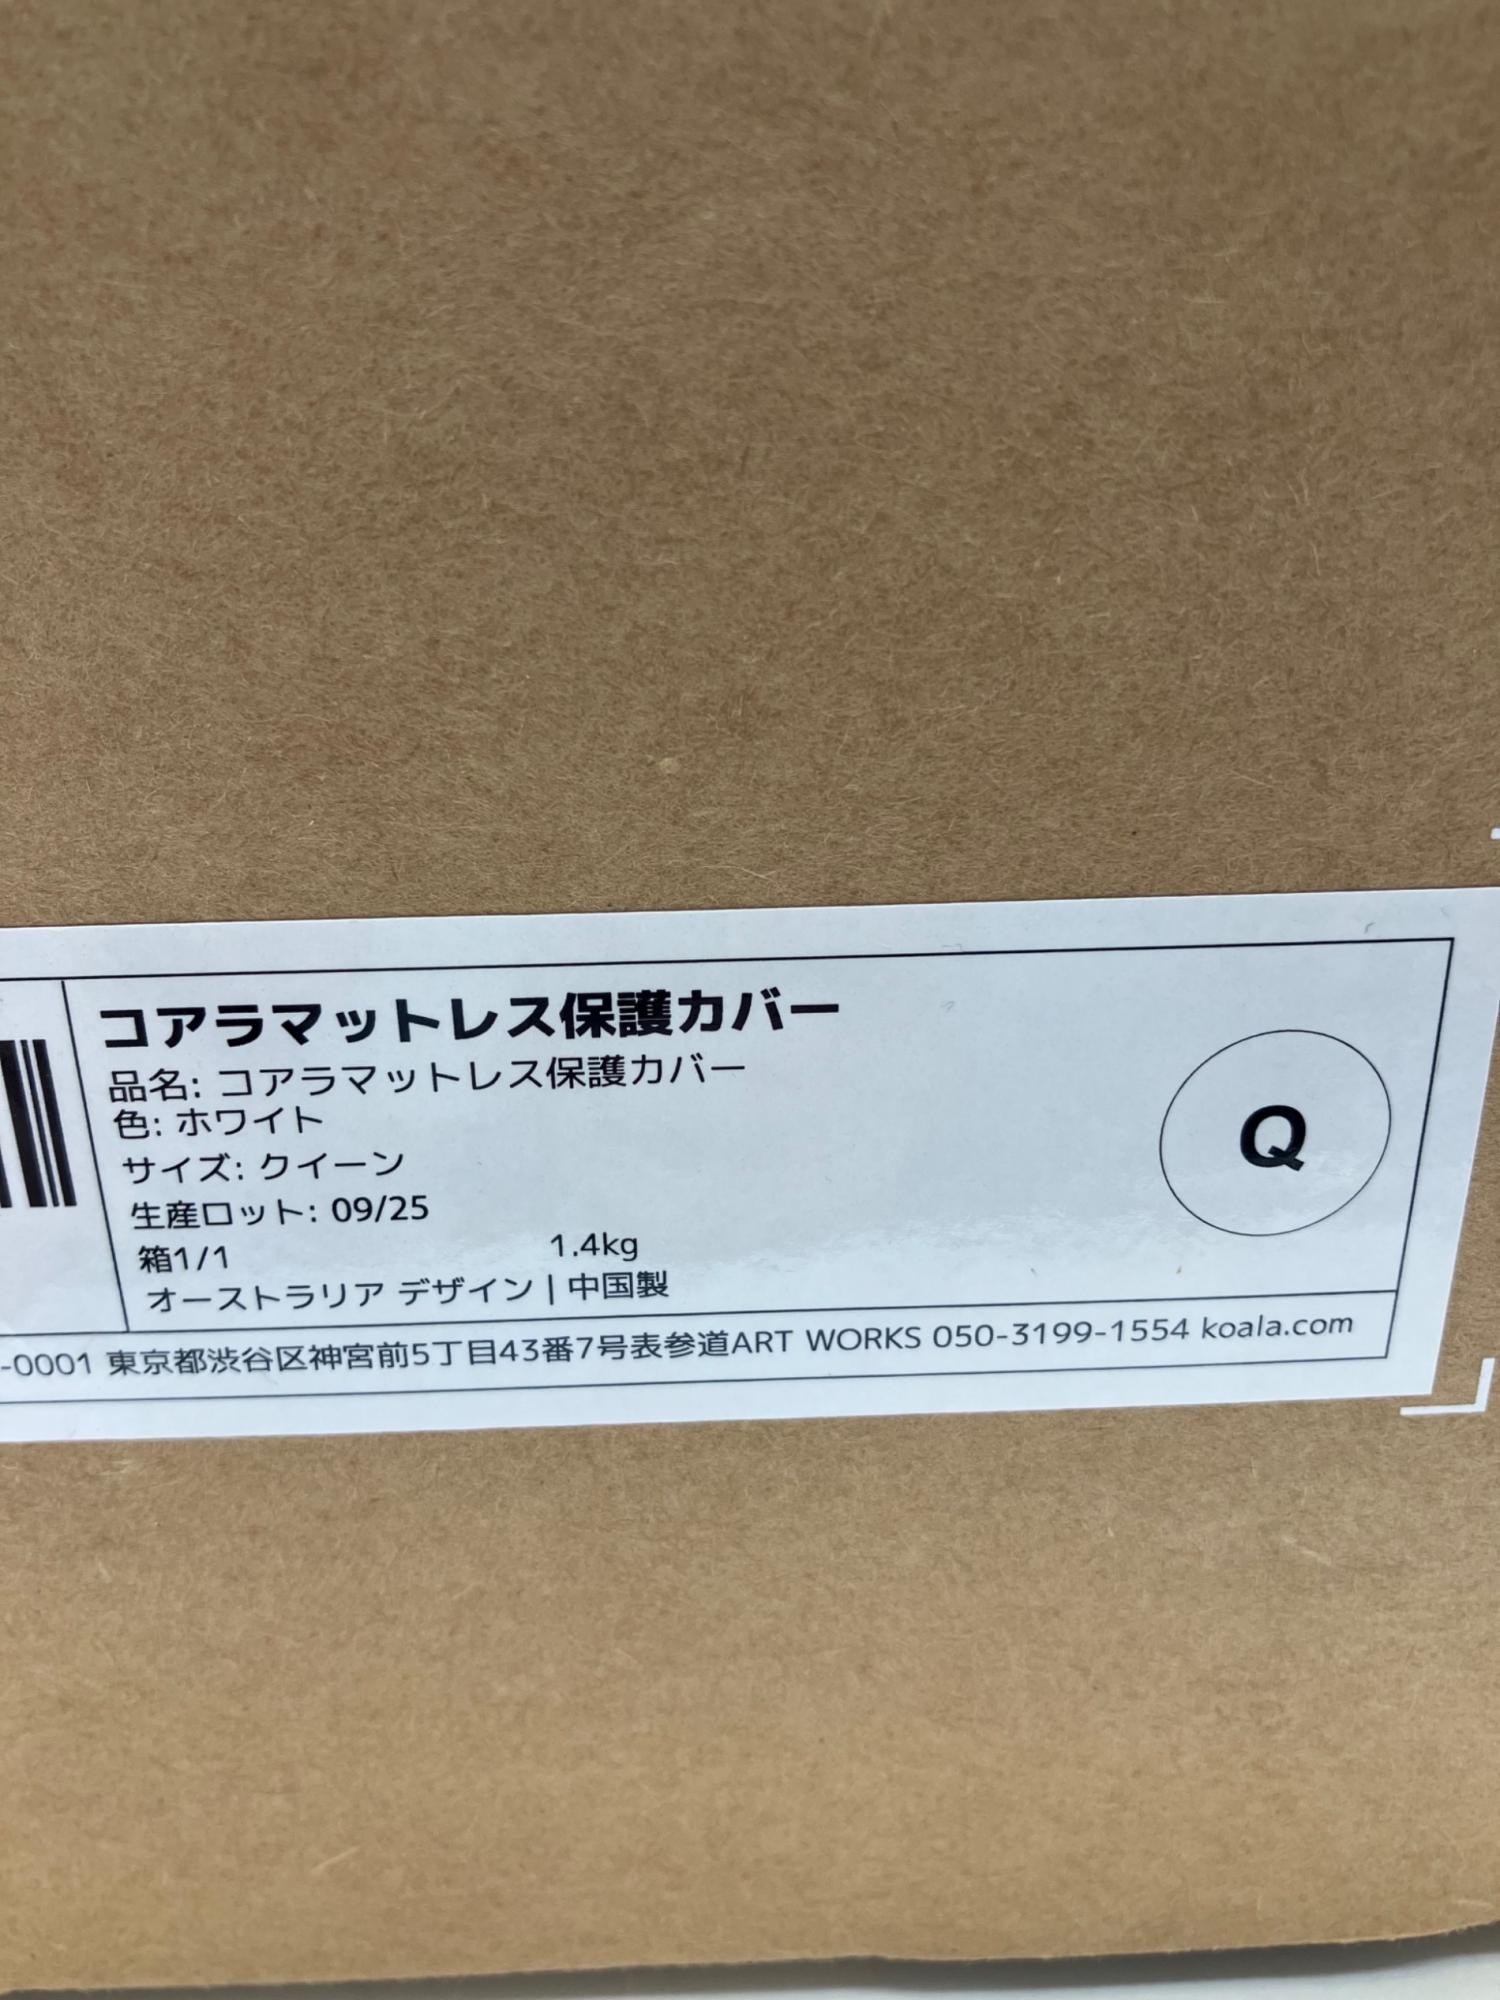 コアラマットレス保護カバー
品名: コアラマットレス保護カバー
色: ホワイト
サイズ: クイーン
生産ロット: 09/25
箱1/1 1.4kg
オーストラリア デザイン | 中国製
Q
-0001 東京都渋谷区神宮前5丁目43番7号表参道ART WORKS 050-3199-1554 koala.com